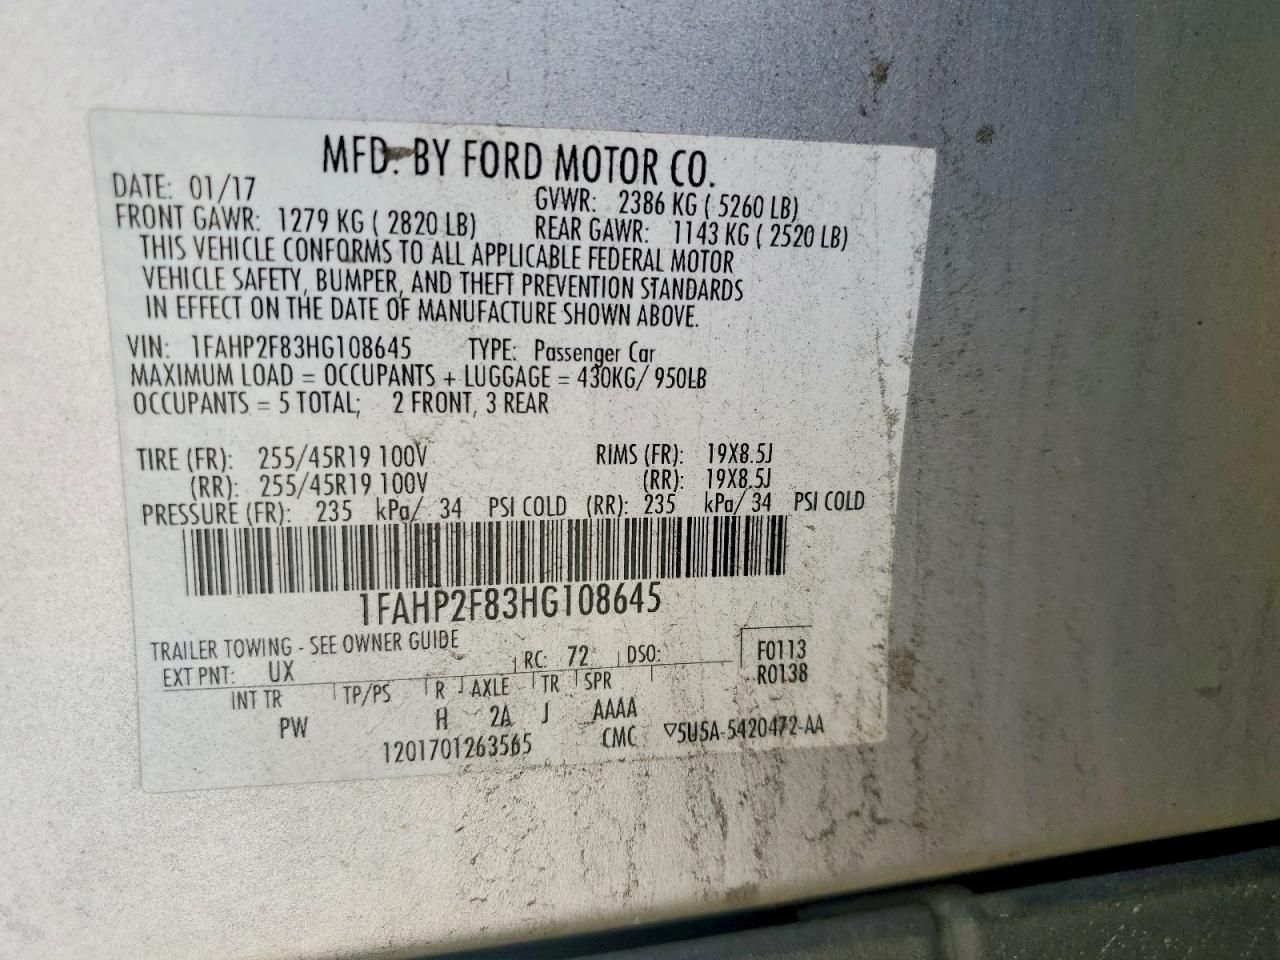 MFD. BY FORD MOTOR CO.
DATE: 01/17 GVWR: 2386 KG ( 5260 LB)
FRONT GAWR: 1279 KG ( 2820 LB) REAR GAWR: 1143 KG ( 2520 LB)
THIS VEHICLE CONFORMS TO ALL APPLICABLE FEDERAL MOTOR
VEHICLE SAFETY, BUMPER, AND THEFT PREVENTION STANDARDS
IN EFFECT ON THE DATE OF MANUFACTURE SHOWN ABOVE.
VIN: 1FAHP2F83HG108645 TYPE: Passenger Car
MAXIMUM LOAD = OCCUPANTS + LUGGAGE = 430KG/ 950LB
OCCUPANTS = 5 TOTAL; 2 FRONT, 3 REAR
TIRE (FR): 255/45R19 100V RIMS (FR): 19X8.5J
(RR): 255/45R19 100V (RR): 19X8.5J
PRESSURE (FR): 235 kPa/ 34 PSI COLD (RR): 235 kPa/ 34 PSI COLD
1FAHP2F83HG108645
TRAILER TOWING - SEE OWNER GUIDE
EXT PNT: UX RC: 72 DSO: F0113
R0138
INT TR TP/PS R AXLE TR SPR
PW H 2A J AAAA
1201701263565 CMC ▽5U5A-5420472-AA